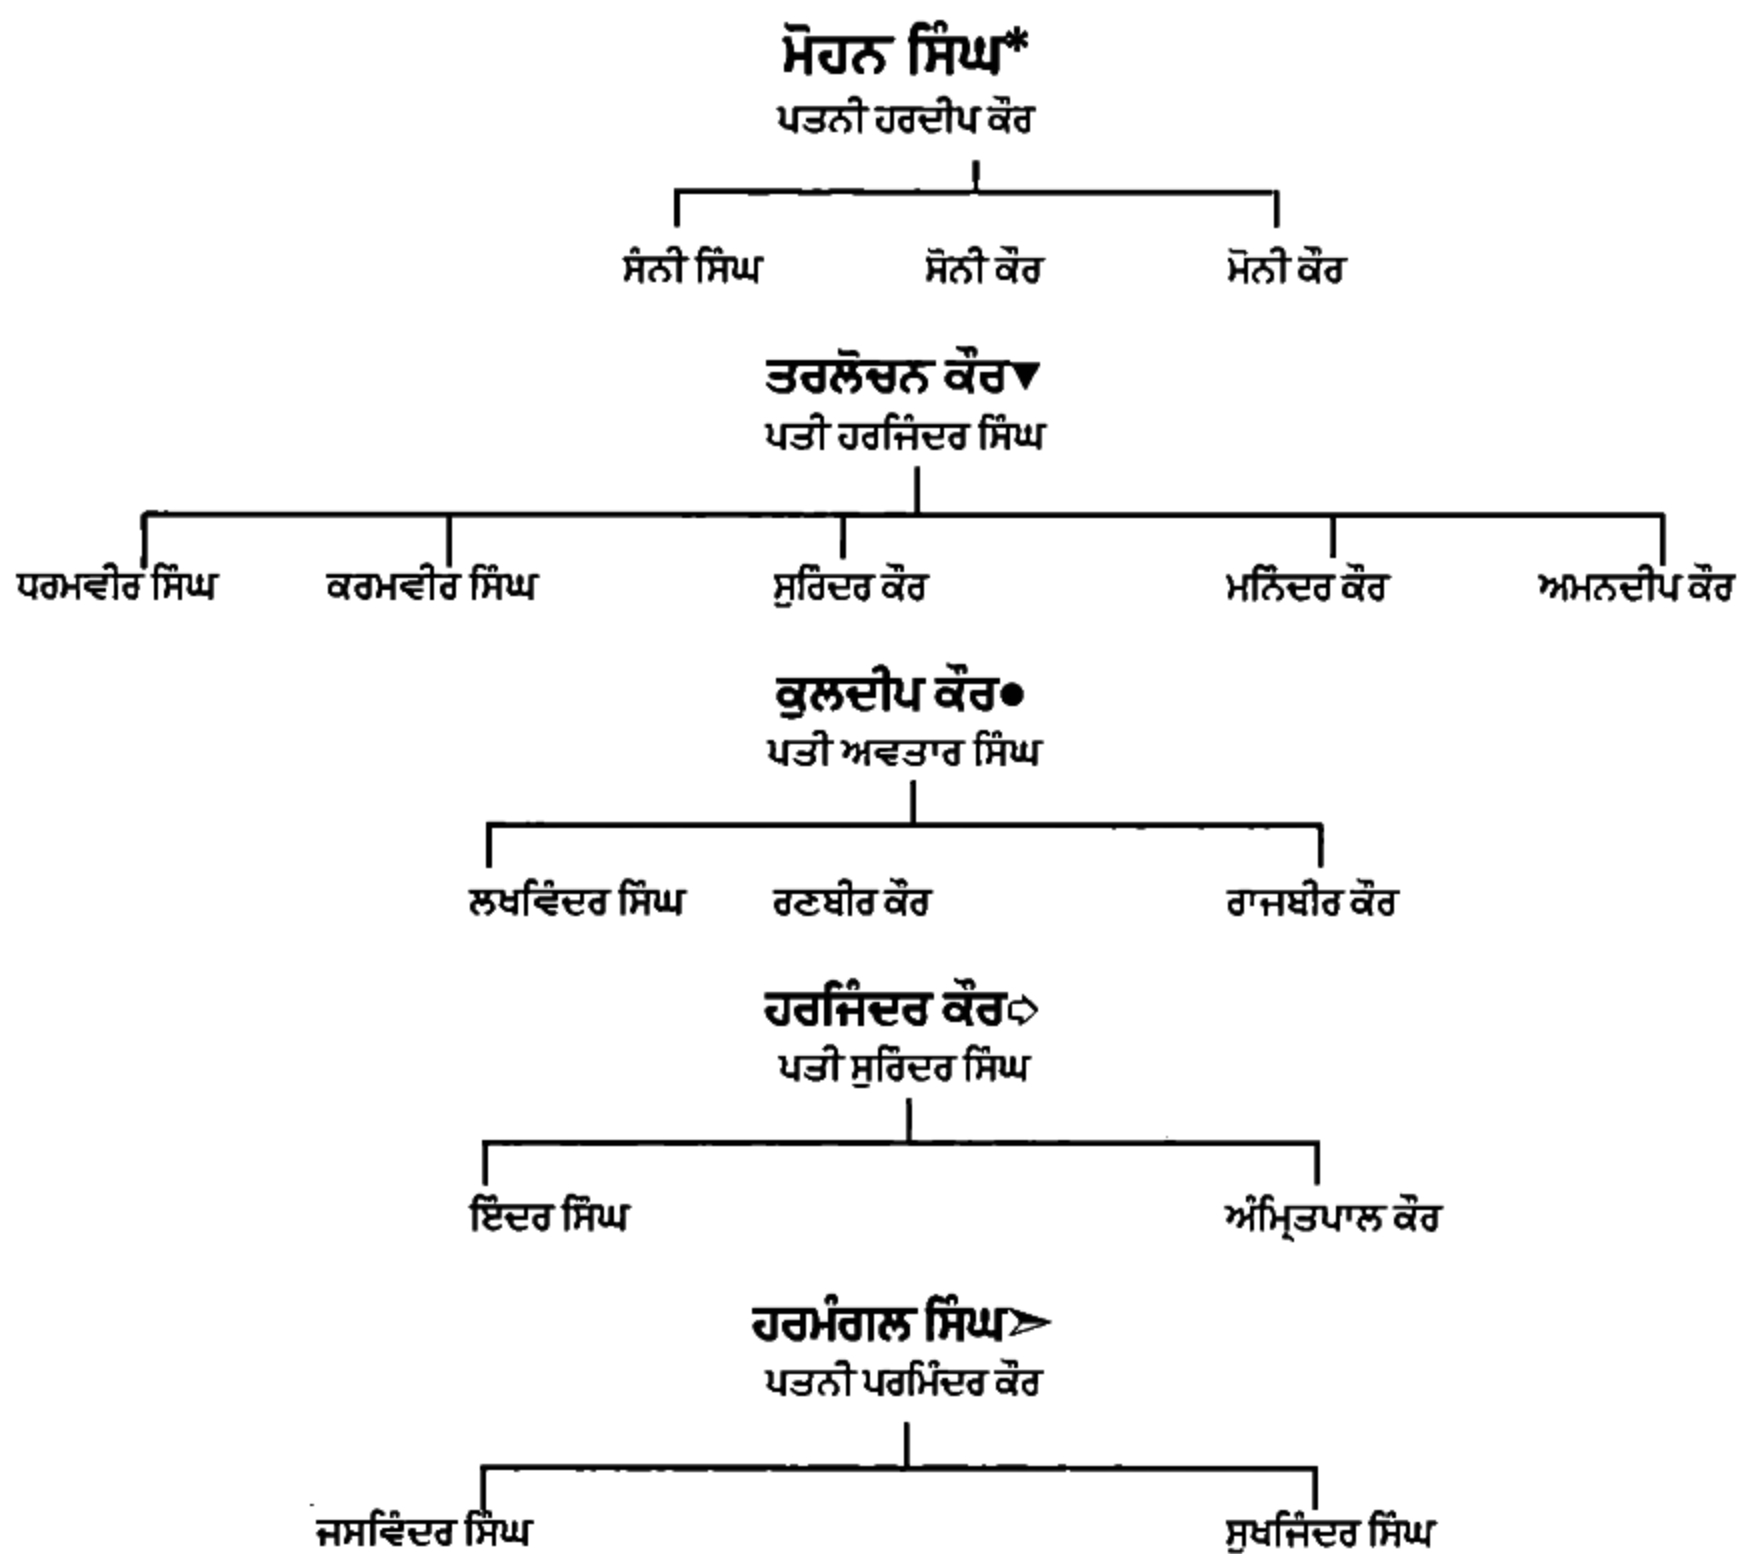 ਮੋਹਨ ਸਿੰਘ*
ਪਤਨੀ ਹਰਦੀਪ ਕੌਰ
ਸੰਨੀ ਸਿੰਘ ਸੋਨੀ ਕੌਰ ਮੋਨੀ ਕੌਰ
ਤਰਲੋਚਨ ਕੌਰ▼
ਪਤੀ ਹਰਜਿੰਦਰ ਸਿੰਘ
ਧਰਮਵੀਰ ਸਿੰਘ ਕਰਮਵੀਰ ਸਿੰਘ ਸੁਰਿੰਦਰ ਕੌਰ ਮਨਿੰਦਰ ਕੌਰ ਅਮਨਦੀਪ ਕੌਰ
ਕੁਲਦੀਪ ਕੌਰ●
ਪਤੀ ਅਵਤਾਰ ਸਿੰਘ
ਲਖਵਿੰਦਰ ਸਿੰਘ ਰਣਬੀਰ ਕੌਰ ਰਾਜਬੀਰ ਕੌਰ
ਹਰਜਿੰਦਰ ਕੌਰ➪
ਪਤੀ ਸੁਰਿੰਦਰ ਸਿੰਘ
ਇੰਦਰ ਸਿੰਘ ਅੰਮ੍ਰਿਤਪਾਲ ਕੌਰ
ਹਰਮੰਗਲ ਸਿੰਘ➢
ਪਤਨੀ ਪਰਮਿੰਦਰ ਕੌਰ
ਜਸਵਿੰਦਰ ਸਿੰਘ ਸੁਖਜਿੰਦਰ ਸਿੰਘ